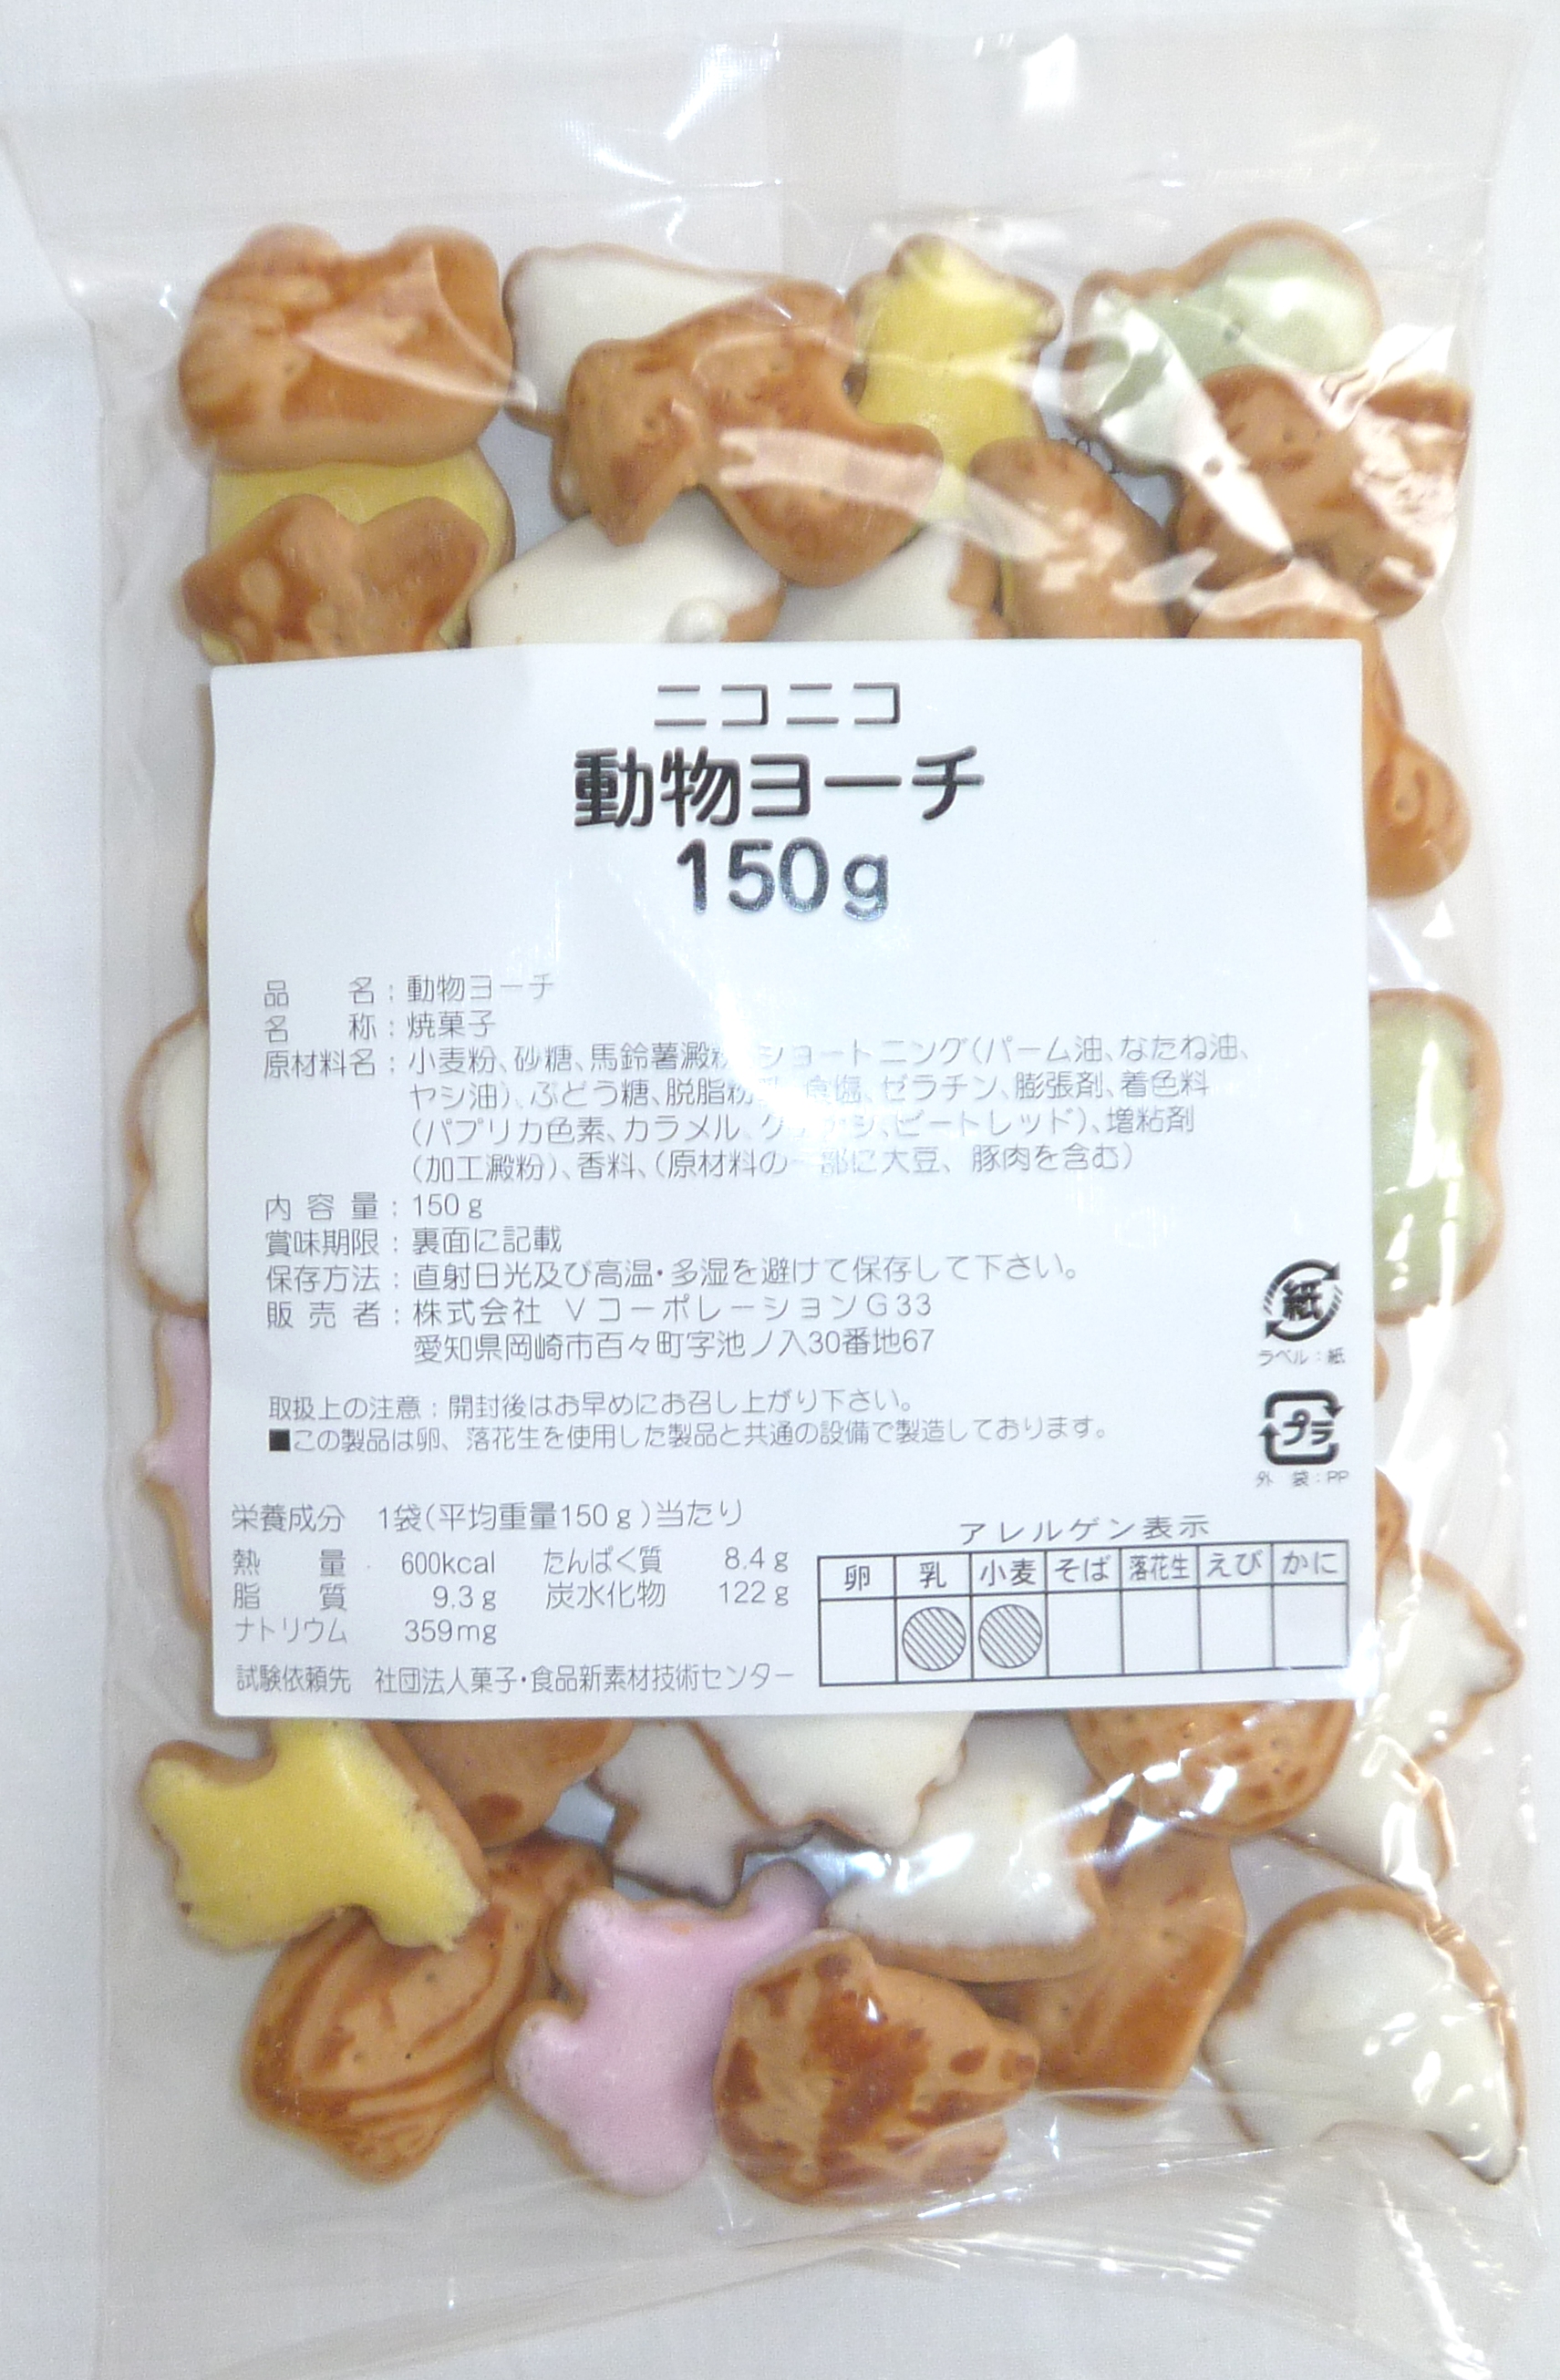 ニコニコ
動物ヨーチ
150g
品名：動物ヨーチ
名称：焼菓子
原材料名：小麦粉、砂糖、馬鈴薯澱粉、ショートニング(パーム油、なたね油、
ヤシ油)、ぶどう糖、脱脂粉乳、食塩、ゼラチン、膨張剤、着色料
(パプリカ色素、カラメル、クチナシ、ビートレッド)、増粘剤
(加工澱粉)、香料、(原材料の一部に大豆、豚肉を含む)
内容量：150g
賞味期限：裏面に記載
保存方法：直射日光及び高温・多湿を避けて保存して下さい。
販売者：株式会社 VコーポレーションG33
愛知県岡崎市百々町字池ノ入30番地67
紙
ラベル：紙
取扱上の注意：開封後はお早めにお召し上がり下さい。
■この製品は卵、落花生を使用した製品と共通の設備で製造しております。
プラ
外袋：PP
栄養成分 1袋(平均重量150g)当たり
熱量 600kcal たんぱく質 8.4g
脂質 9.3g 炭水化物 122g
ナトリウム 359mg
試験依頼先 社団法人菓子・食品新素材技術センター
アレルゲン表示
卵 乳 小麦 そば 落花生 えび かに